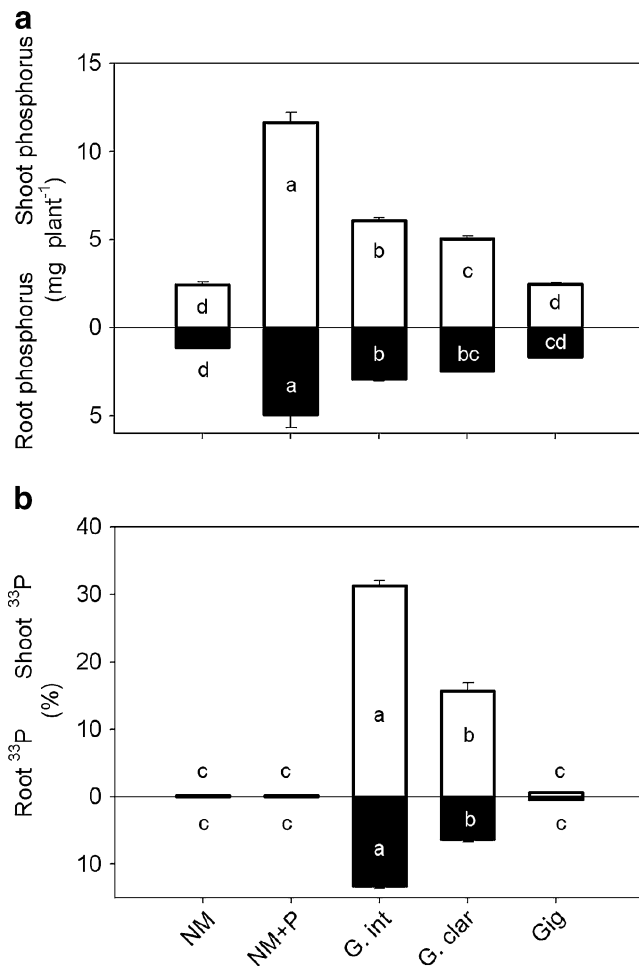 a
Root phosphorus Shoot phosphorus
(mg plant⁻¹)
15
10
5
0
5
d
a
b
c
d
d
a
b
bc
cd
b
Root ³³P Shoot ³³P
(%)
40
30
20
10
0
10
c
c
a
b
c
c
c
a
b
c
NM
NM+P
G. int
G. clar
Gig